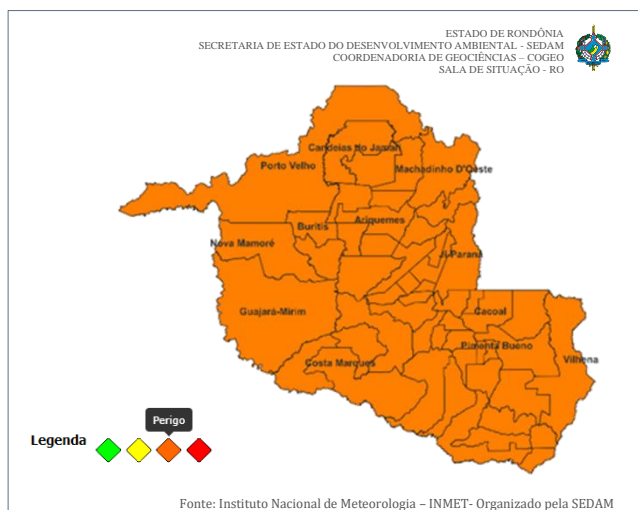 ESTADO DE RONDÔNIA
SECRETARIA DE ESTADO DO DESENVOLVIMENTO AMBIENTAL - SEDAM
COORDENADORIA DE GEOCIÊNCIAS – COGEO
SALA DE SITUAÇÃO - RO
Candeias do Jamari
Porto Velho
Machadinho D'Oeste
Ariquemes
Buritis
Nova Mamoré
Ji-Paraná
Guajará-Mirim
Cacoal
Pimenta Bueno
Costa Marques
Vilhena
Perigo
Legenda
Fonte: Instituto Nacional de Meteorologia – INMET- Organizado pela SEDAM